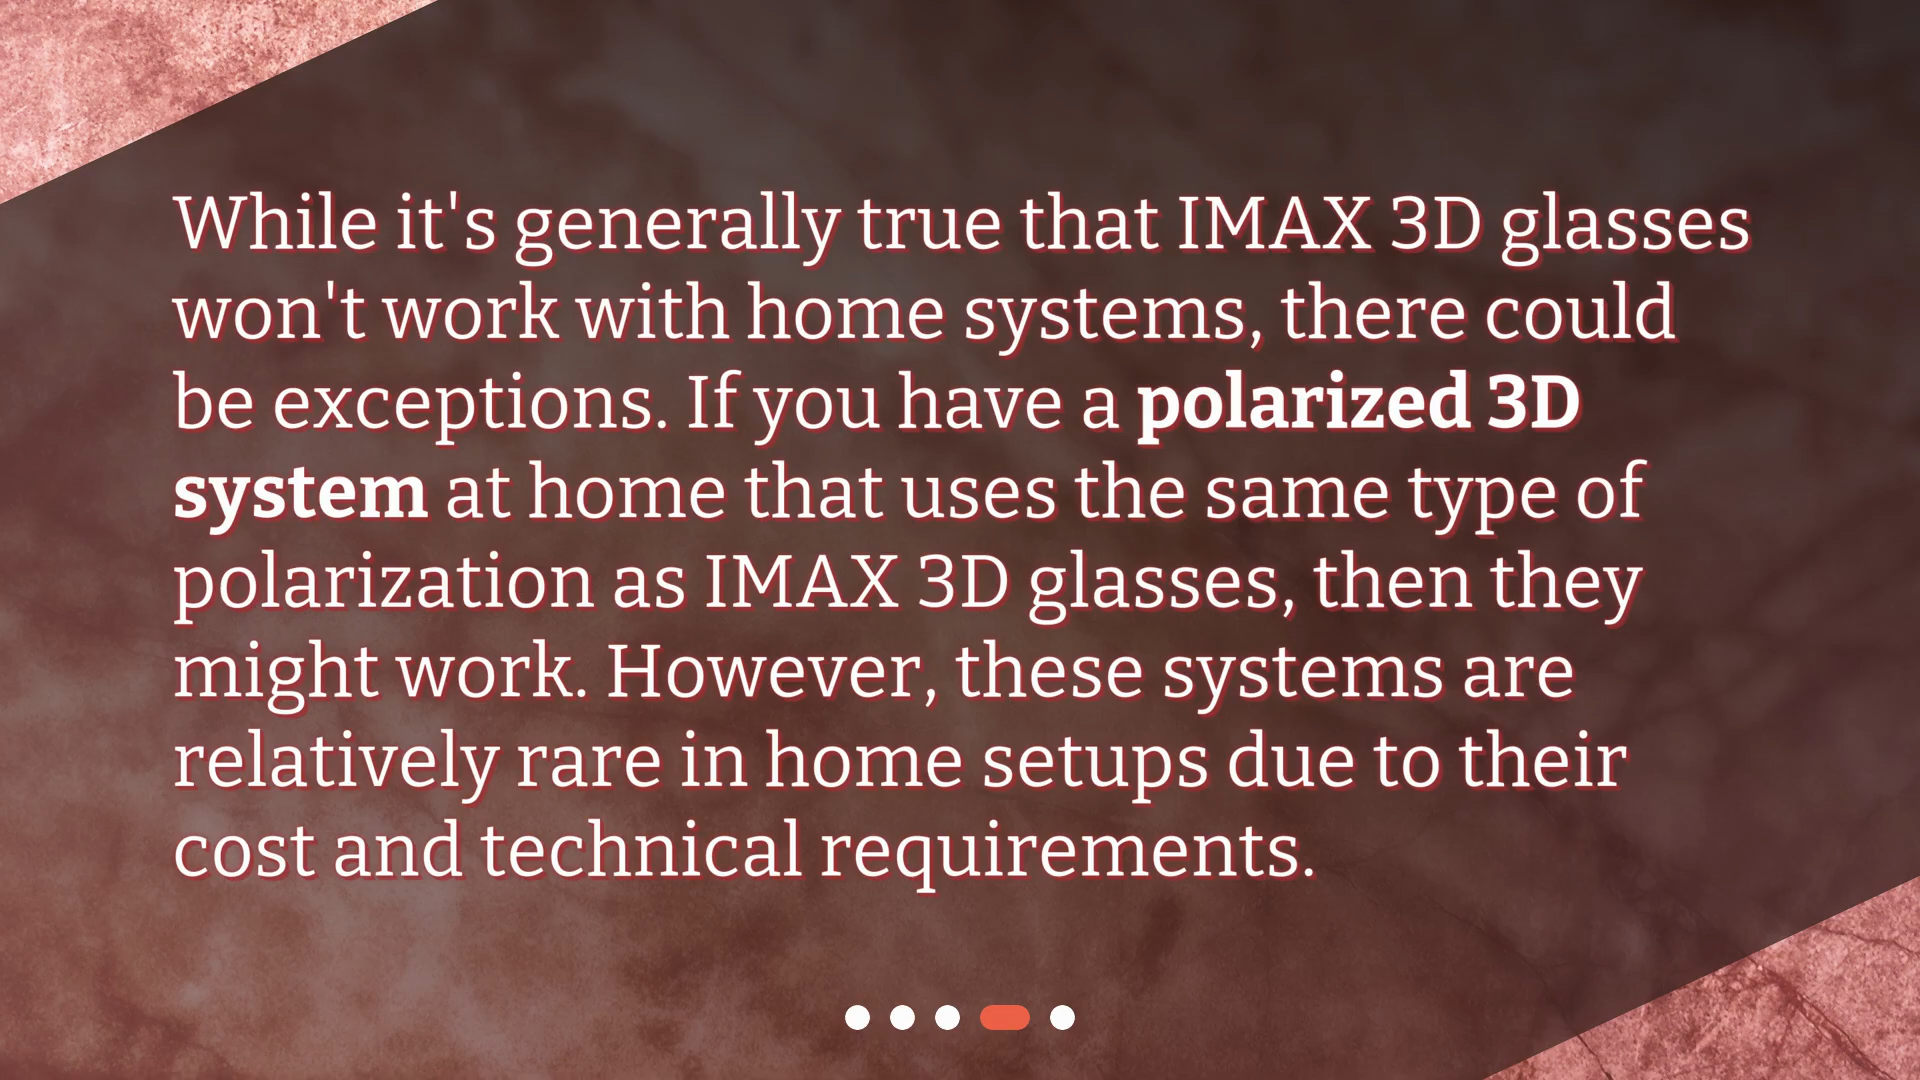 While it's generally true that IMAX 3D glasses
won't work with home systems, there could
be exceptions. If you have a polarized 3D
system at home that uses the same type of
polarization as IMAX 3D glasses, then they
might work. However, these systems are
relatively rare in home setups due to their
cost and technical requirements.